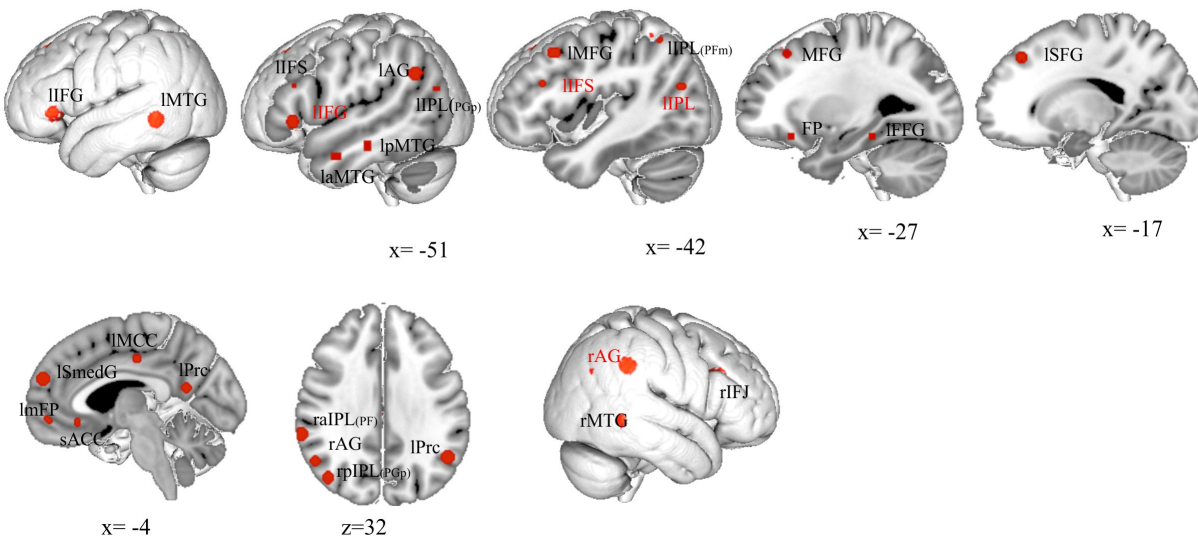 lIFG
lMTG
lIFS
lAG
lIPL(PGp)
lIFG
lpMTG
laMTG
x= -51
lMFG
lIPL(PFm)
lIFS
lIPL
x= -42
MFG
FP
lFFG
x= -27
lSFG
x= -17
lMCC
lSmedG
lPrc
lmFP
sACC
x= -4
raIPL(PF)
rAG
lPrc
rpIPL(PGp)
z=32
rAG
rIFJ
rMTG